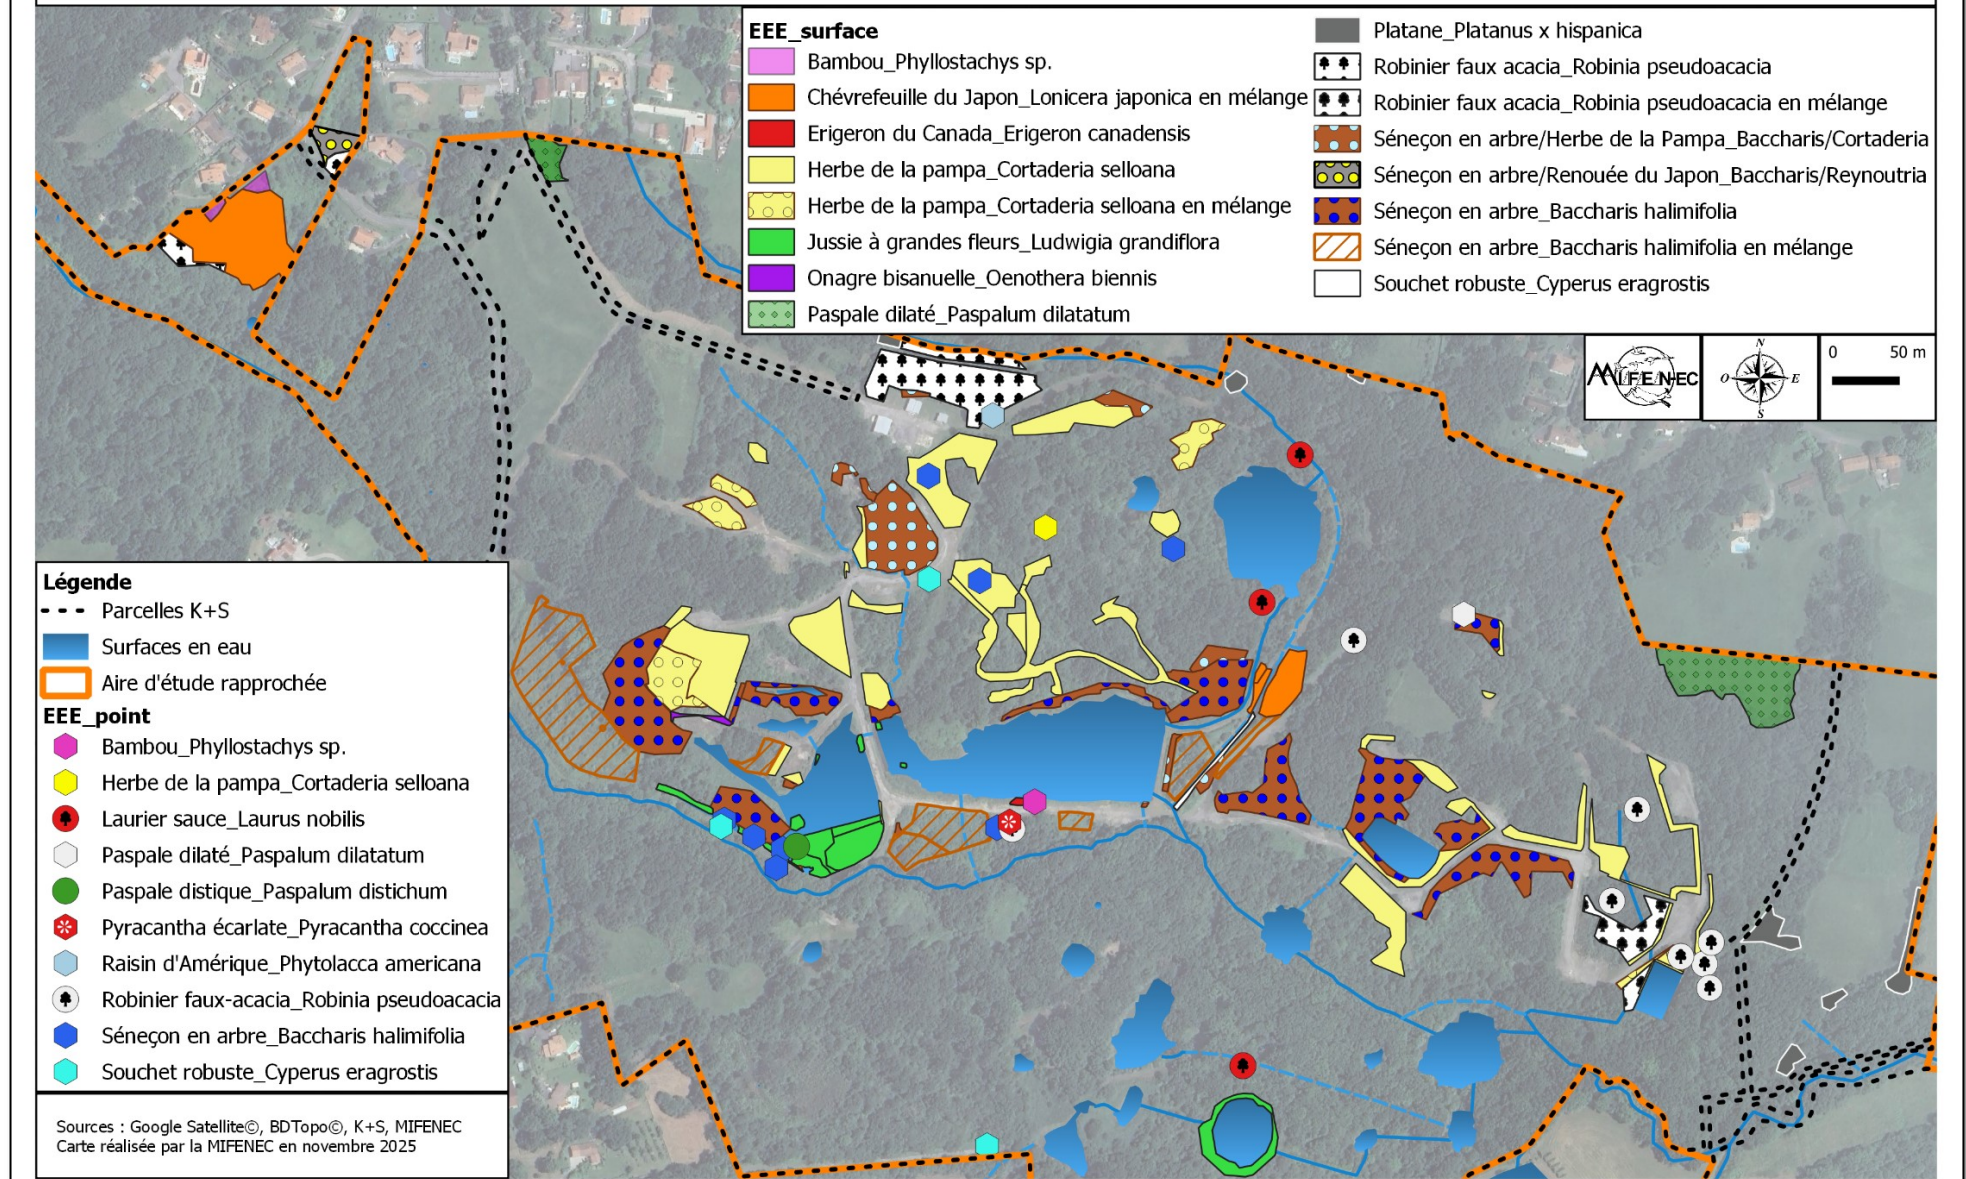 EEE_surface
Bambou_Phyllostachys sp.
Chévrefeuille du Japon_Lonicera japonica en mélange
Erigeron du Canada_Erigeron canadensis
Herbe de la pampa_Cortaderia selloana
Herbe de la pampa_Cortaderia selloana en mélange
Jussie à grandes fleurs_Ludwigia grandiflora
Onagre bisanuelle_Oenothera biennis
Paspale dilaté_Paspalum dilatatum
Platane_Platanus x hispanica
Robinier faux acacia_Robinia pseudoacacia
Robinier faux acacia_Robinia pseudoacacia en mélange
Séneçon en arbre/Herbe de la Pampa_Baccharis/Cortaderia
Séneçon en arbre/Renouée du Japon_Baccharis/Reynoutria
Séneçon en arbre_Baccharis halimifolia
Séneçon en arbre_Baccharis halimifolia en mélange
Souchet robuste_Cyperus eragrostis
MIFENEC
N
O
E
S
0 50 m
Légende
Parcelles K+S
Surfaces en eau
Aire d'étude rapprochée
EEE_point
Bambou_Phyllostachys sp.
Herbe de la pampa_Cortaderia selloana
Laurier sauce_Laurus nobilis
Paspale dilaté_Paspalum dilatatum
Paspale distique_Paspalum distichum
Pyracantha écarlate_Pyracantha coccinea
Raisin d'Amérique_Phytolacca americana
Robinier faux-acacia_Robinia pseudoacacia
Séneçon en arbre_Baccharis halimifolia
Souchet robuste_Cyperus eragrostis
Sources : Google Satellite©, BDTopo©, K+S, MIFENEC
Carte réalisée par la MIFENEC en novembre 2025